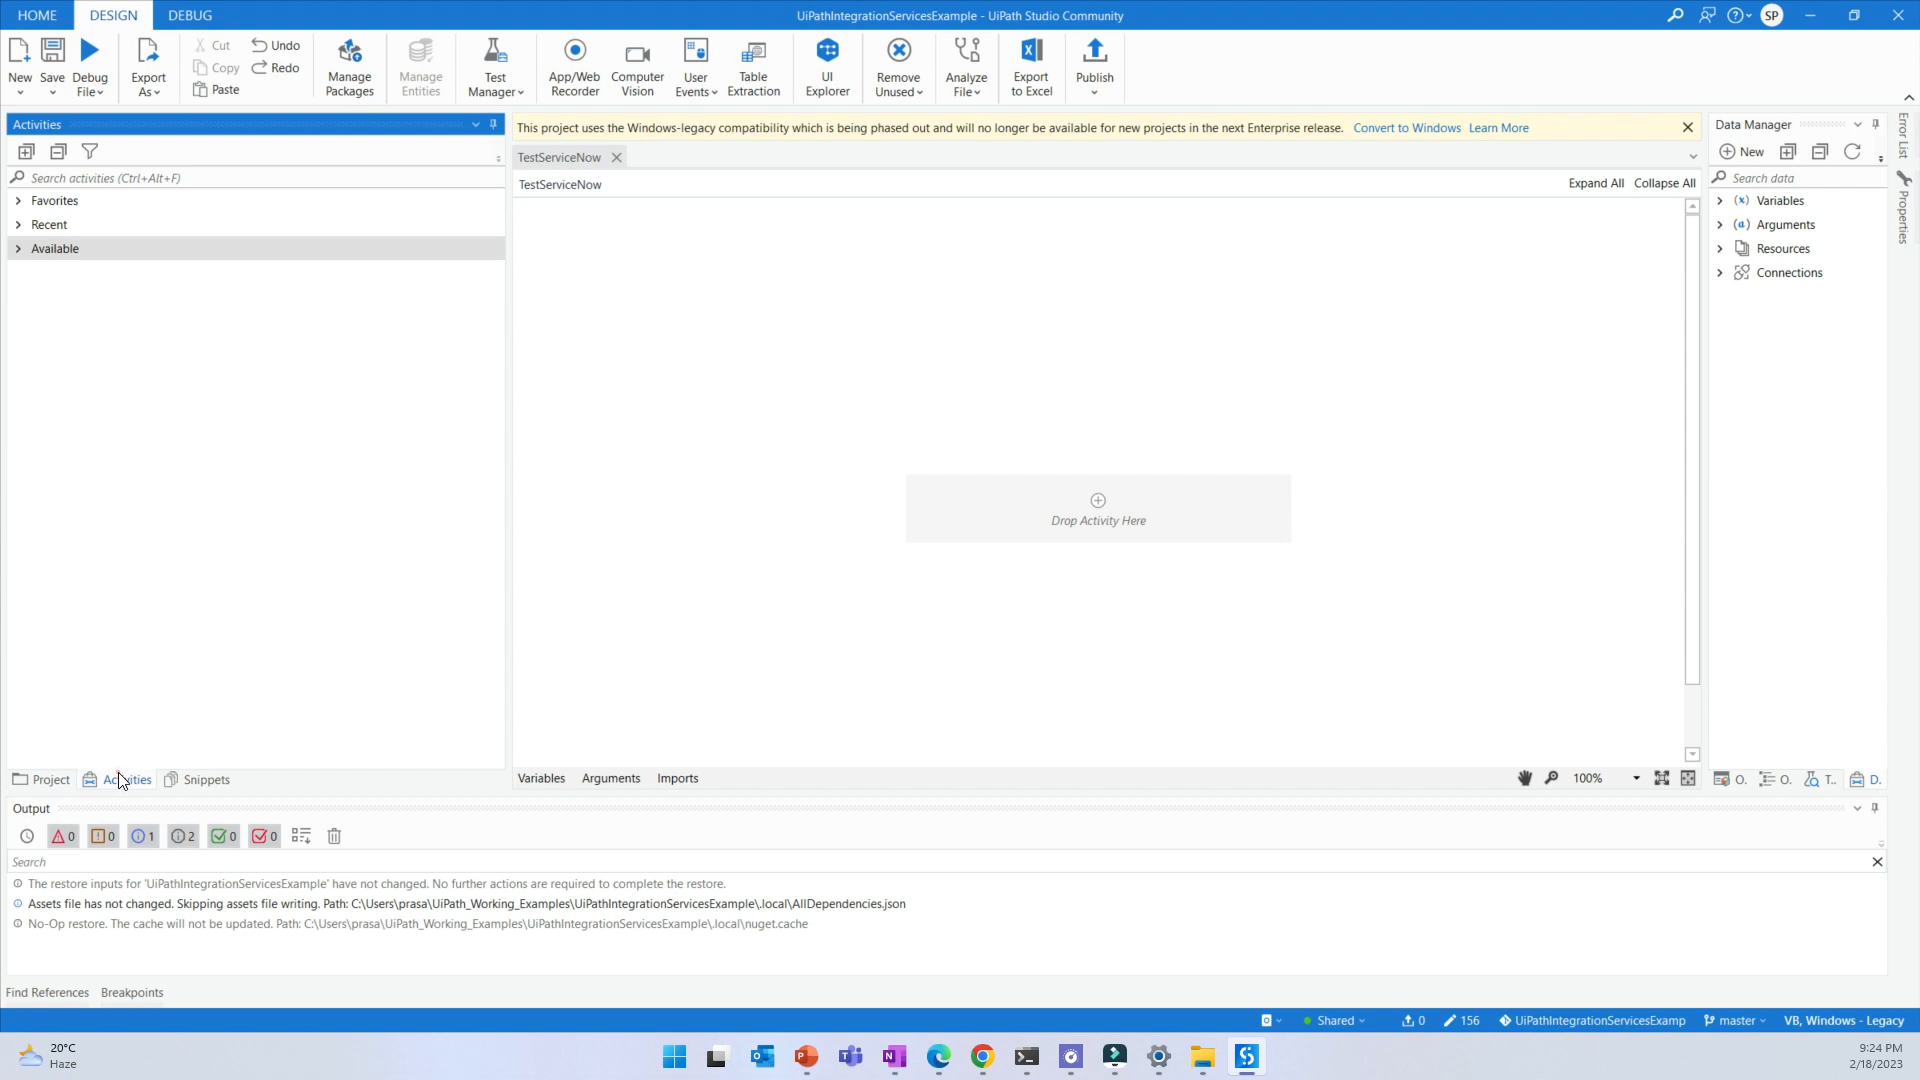 HOME DESIGN DEBUG
UiPathIntegrationServicesExample - UiPath Studio Community
SP
New
Save
Debug File
Export As
Cut
Copy
Paste
Undo
Redo
Manage Packages
Manage Entities
Test Manager
App/Web Recorder
Computer Vision
User Events
Table Extraction
UI Explorer
Remove Unused
Analyze File
Export to Excel
Publish
Activities
Search activities (Ctrl+Alt+F)
Favorites
Recent
Available
Project Activities Snippets
This project uses the Windows-legacy compatibility which is being phased out and will no longer be available for new projects in the next Enterprise release. Convert to Windows Learn More
TestServiceNow
TestServiceNow
Expand All Collapse All
Drop Activity Here
Variables Arguments Imports
100%
Data Manager
New
Search data
Variables
Arguments
Resources
Connections
O. O. T.. D.
Error List
Properties
Output
0 0 1 2 0 0
Search
The restore inputs for 'UiPathIntegrationServicesExample' have not changed. No further actions are required to complete the restore.
Assets file has not changed. Skipping assets file writing. Path: C:\Users\prasa\UiPath_Working_Examples\UiPathIntegrationServicesExample\.local\AllDependencies.json
No-Op restore. The cache will not be updated. Path: C:\Users\prasa\UiPath_Working_Examples\UiPathIntegrationServicesExample\.local\nuget.cache
Find References Breakpoints
Shared 0 156 UiPathIntegrationServicesExamp master VB, Windows - Legacy
20°C
Haze
9:24 PM
2/18/2023